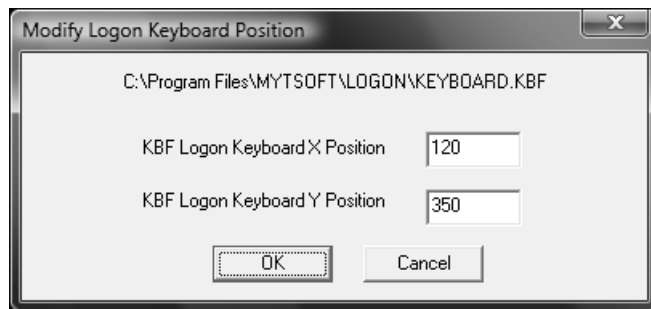 Modify Logon Keyboard Position
C:\Program Files\MYTSOFT\LOGON\KEYBOARD.KBF
KBF Logon Keyboard X Position 120
KBF Logon Keyboard Y Position 350
OK Cancel